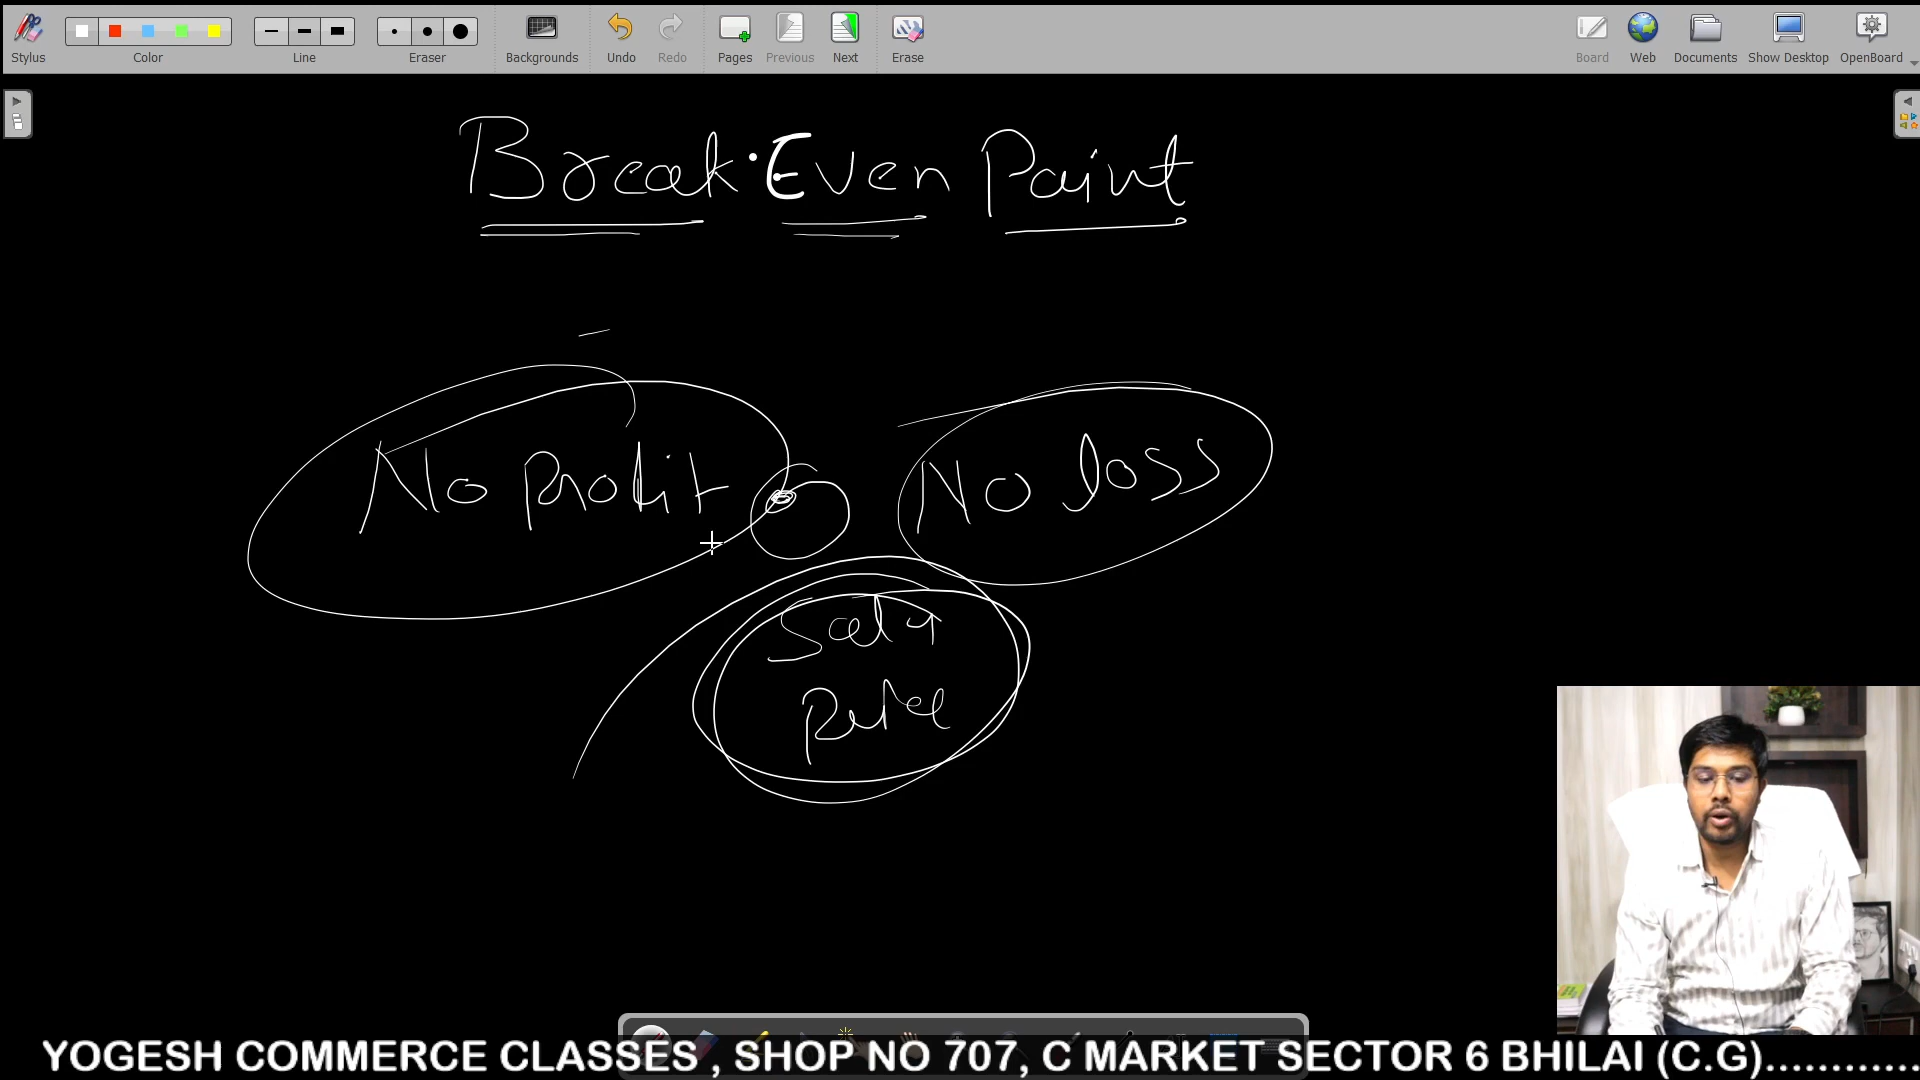 Stylus Color Line Eraser Backgrounds Undo Redo Pages Previous Next Erase Board Web Documents Show Desktop OpenBoard
Break Even Point
No Profit No loss
YOGESH COMMERCE CLASSES , SHOP NO 707, C MARKET SECTOR 6 BHILAI (C.G)............